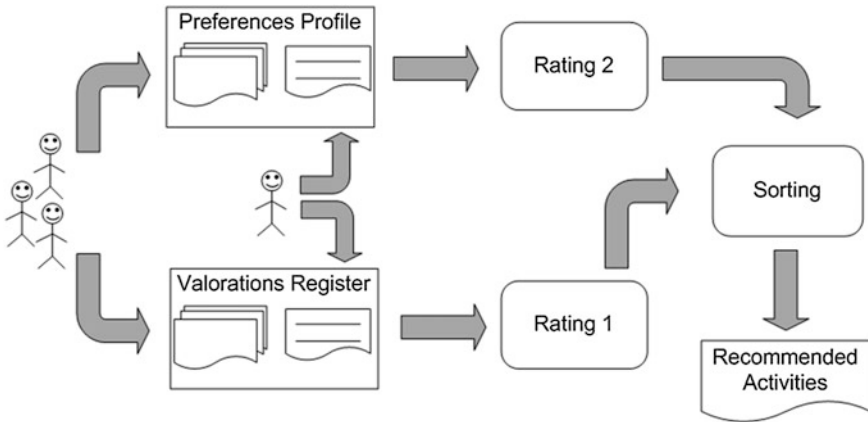 Preferences Profile
Rating 2
Sorting
Valorations Register
Rating 1
Recommended
Activities